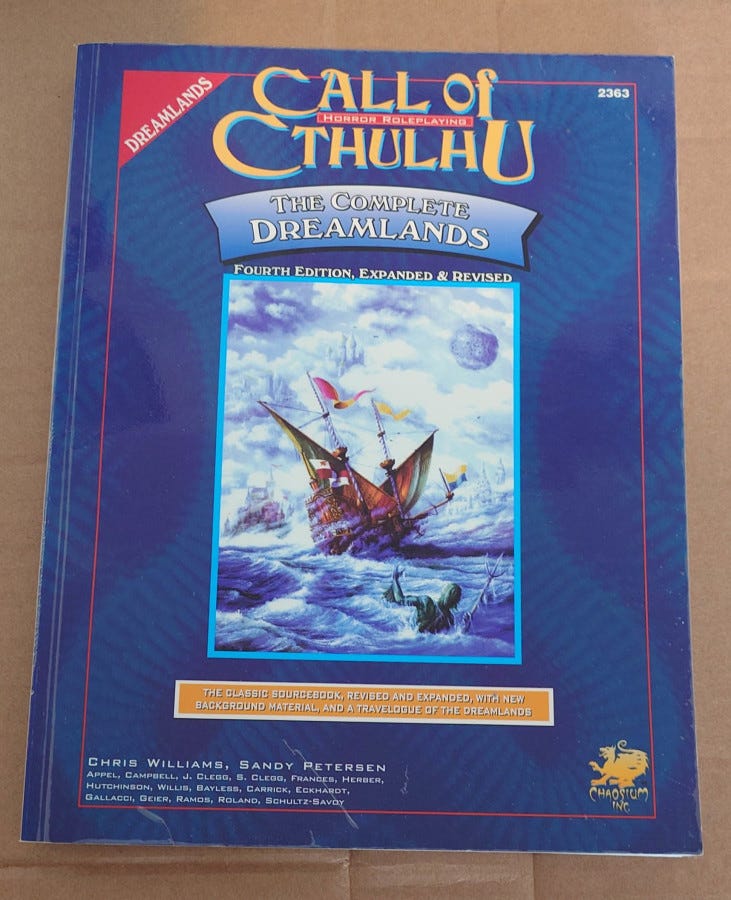 DREAMLANDS
2363
CALL OF
HORROR ROLEPLAYING
CTHULHU
THE COMPLETE
DREAMLANDS
FOURTH EDITION, EXPANDED & REVISED
THE CLASSIC SOURCEBOOK, REVISED AND EXPANDED, WITH NEW
BACKGROUND MATERIAL, AND A TRAVELOGUE OF THE DREAMLANDS
CHRIS WILLIAMS, SANDY PETERSEN
APPEL, CAMPBELL, J. CLEGG, S. CLEGG, FRANCES, HERBER,
HUTCHINSON, WILLIS, BAYLESS, CARRICK, ECKHARDT,
GALLACCI, GEIER, RAMOS, ROLAND, SCHULTZ-SAVOY
CHAOSIUM
INC.